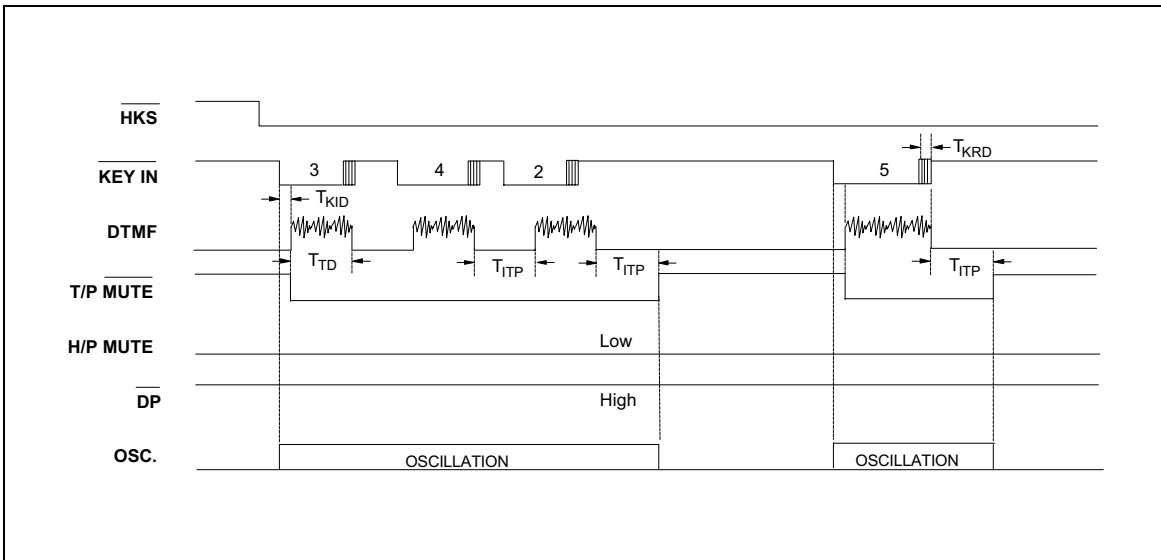 HKS
KEY IN
3
4
2
5
TKRD
TKID
DTMF
TTD
TITP
TITP
TITP
T/P MUTE
H/P MUTE
Low
DP
High
OSC.
OSCILLATION
OSCILLATION